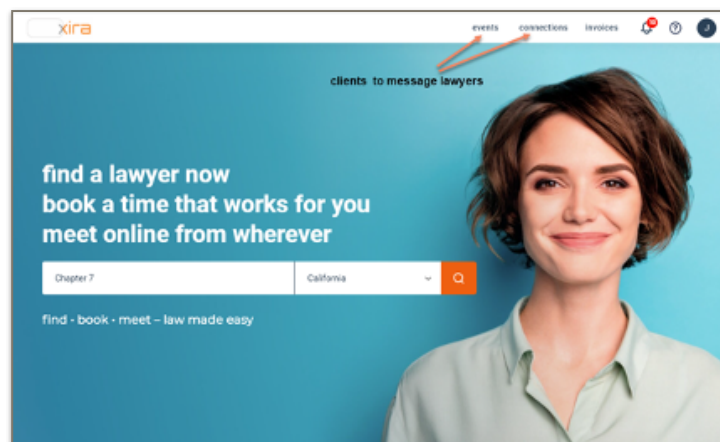 xira
events connections invoices
J
clients to message lawyers
find a lawyer now
book a time that works for you
meet online from wherever
Chapter 7 California
find - book - meet – law made easy